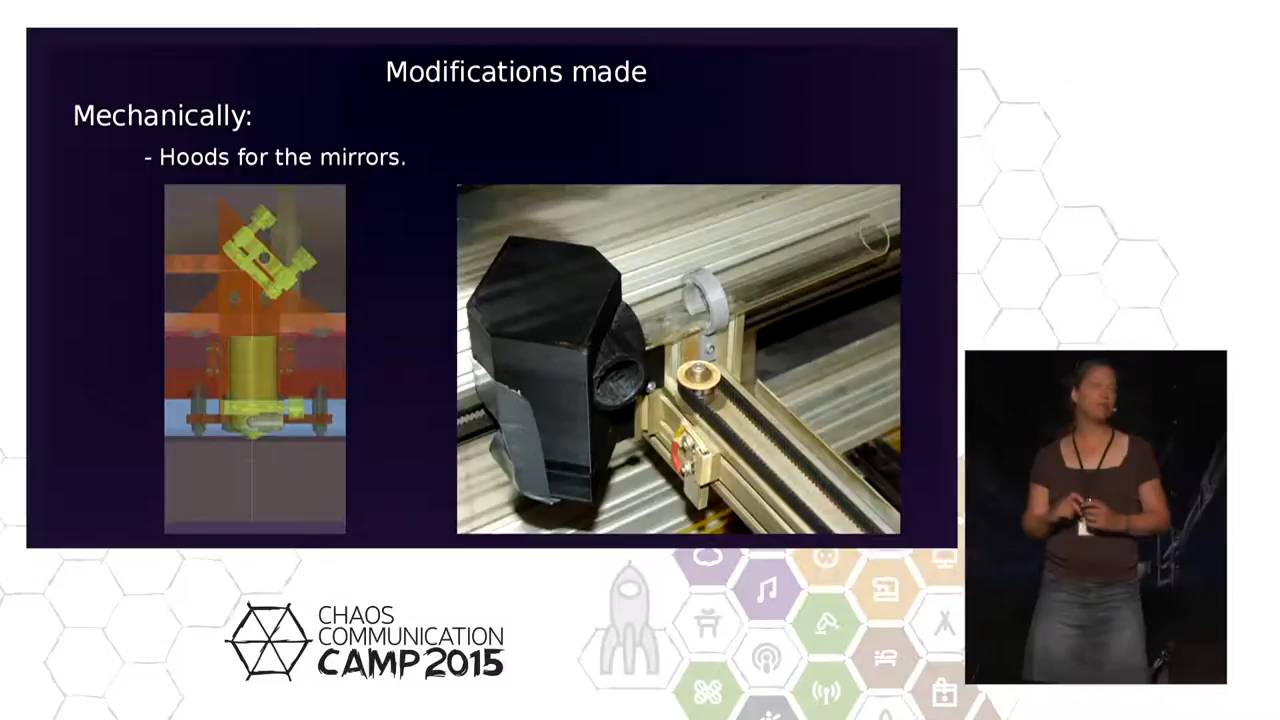 Modifications made
Mechanically:
- Hoods for the mirrors.
CHAOS
COMMUNICATION
CAMP 2015